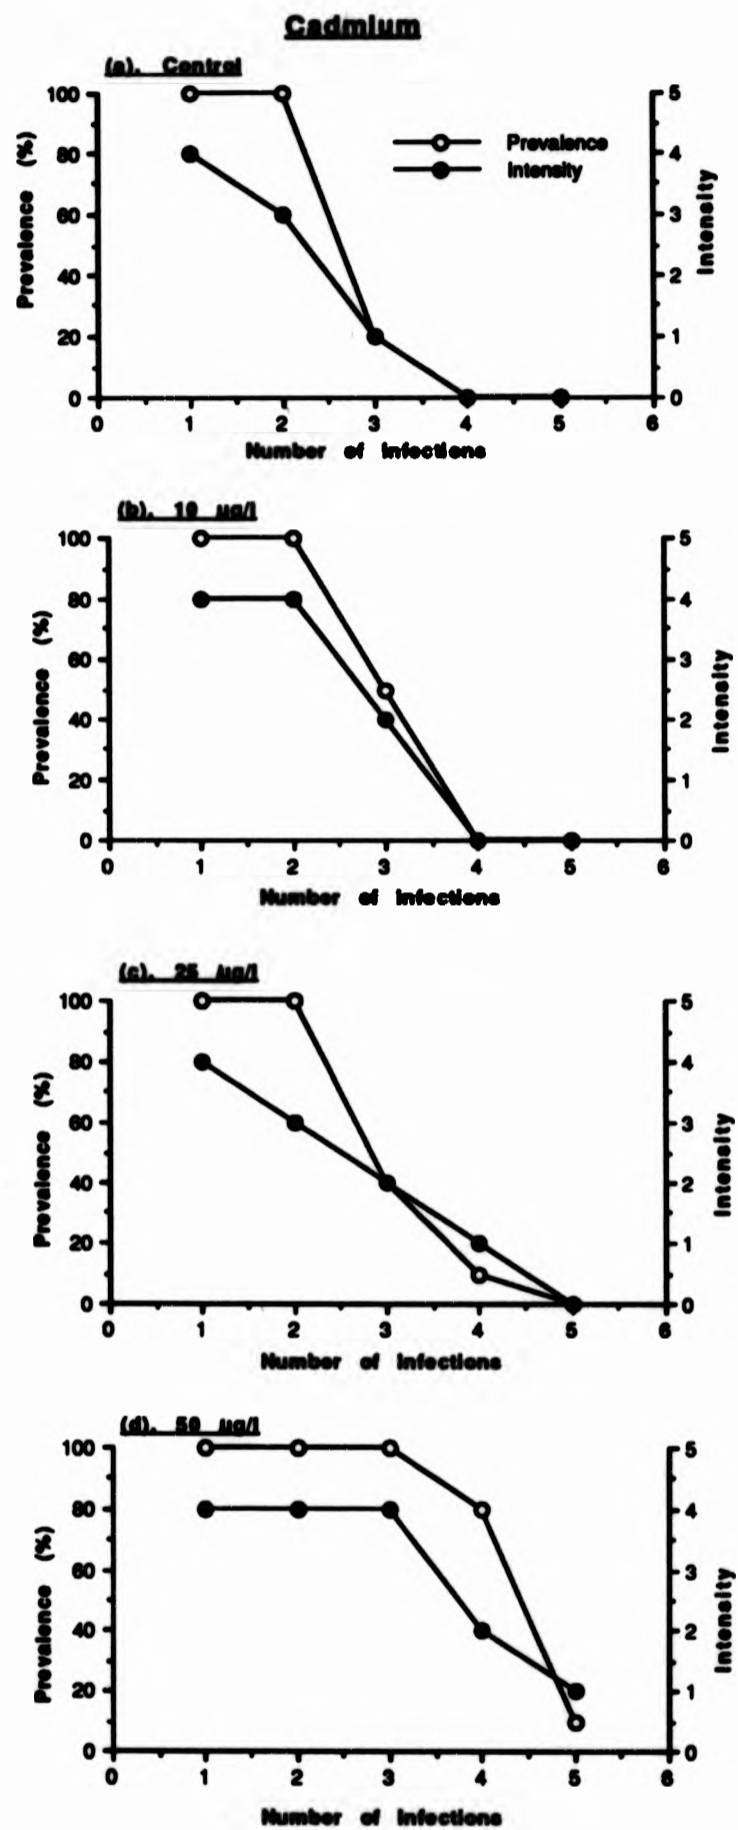 Cadmium
(a). Control
100
80
60
40
20
0
Prevalence (%)
5
4
3
2
1
0
Intensity
Prevalence
Intensity
0 1 2 3 4 5 6
Number of infections
(b). 10 µg/l
100
80
60
40
20
0
Prevalence (%)
5
4
3
2
1
0
Intensity
0 1 2 3 4 5 6
Number of infections
(c). 25 µg/l
100
80
60
40
20
0
Prevalence (%)
5
4
3
2
1
0
Intensity
0 1 2 3 4 5 6
Number of infections
(d). 50 µg/l
100
80
60
40
20
0
Prevalence (%)
5
4
3
2
1
0
Intensity
0 1 2 3 4 5 6
Number of infections